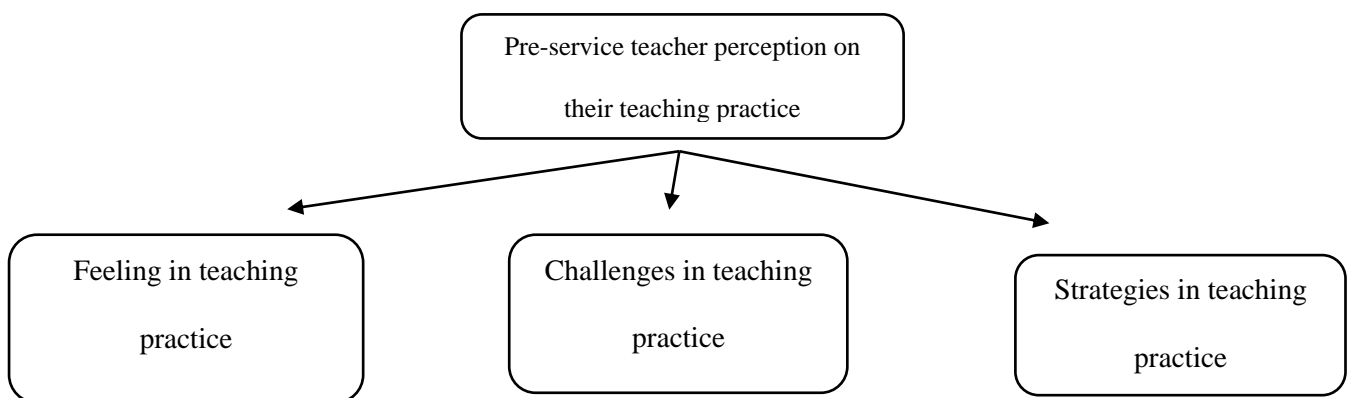 Pre-service teacher perception on
their teaching practice
Feeling in teaching
practice
Challenges in teaching
practice
Strategies in teaching
practice